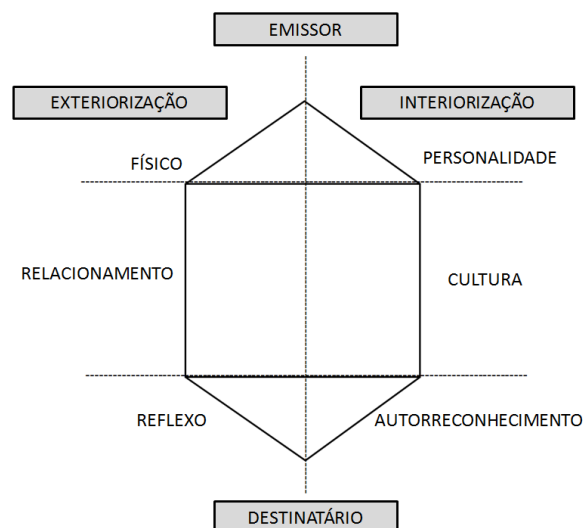 EMISSOR
EXTERIORIZAÇÃO
INTERIORIZAÇÃO
FÍSICO
PERSONALIDADE
RELACIONAMENTO
CULTURA
REFLEXO
AUTORRECONHECIMENTO
DESTINATÁRIO